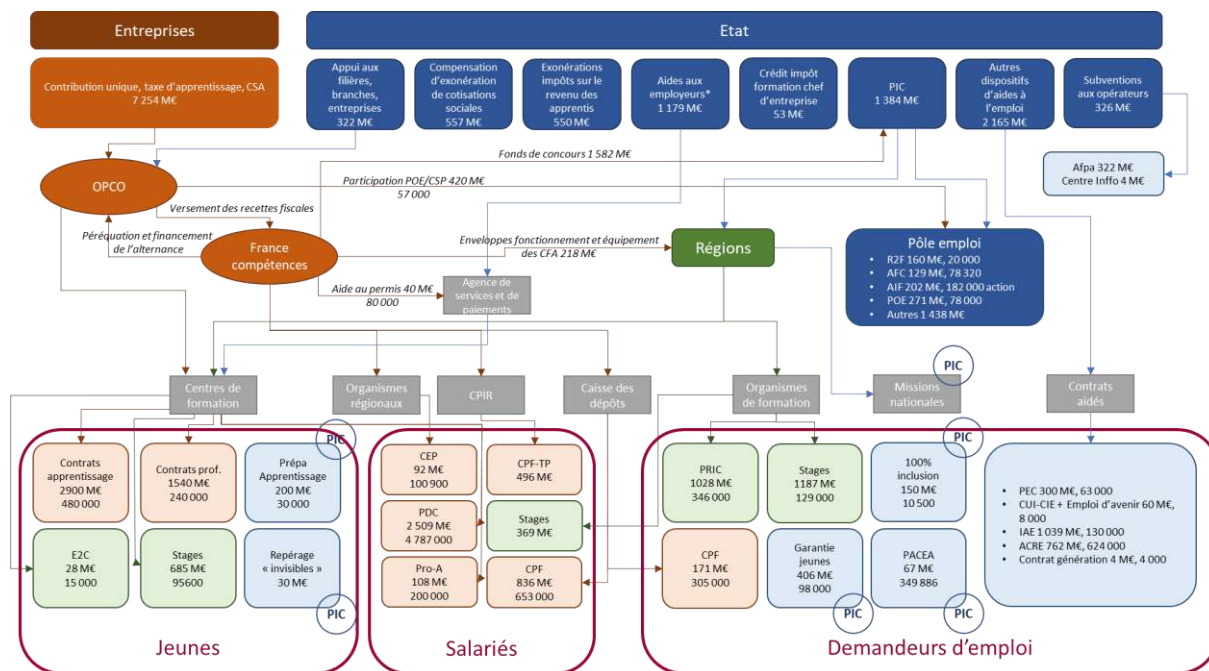 Entreprises
Etat
Contribution unique, taxe d'apprentissage, CSA
7 254 M€
Appui aux
filières,
branches,
entreprises
322 M€
Compensation
d'exonération
de cotisations
sociales
557 M€
Exonérations
impôts sur le
revenu des
apprentis
550 M€
Aides aux
employeurs*
1 179 M€
Crédit impôt
formation chef
d'entreprise
53 M€
PIC
1 384 M€
Autres
dispositifs
d'aides à
l'emploi
2 165 M€
Subventions
aux opérateurs
326 M€
Fonds de concours 1 582 M€
Afpa 322 M€
Centre Inffo 4 M€
OPCO
Participation POE/CSP 420 M€
57 000
Versement des recettes fiscales
Péréquation et financement
de l'alternance
France
compétences
Enveloppes fonctionnement et équipement
des CFA 218 M€
Régions
Pôle emploi
• R2F 160 M€, 20 000
• AFC 129 M€, 78 320
• AIF 202 M€, 182 000 action
• POE 271 M€, 78 000
• Autres 1 438 M€
Aide au permis 40 M€
80 000
Agence de
services et de
paiements
PIC
Centres de
formation
Organismes
régionaux
CPIR
Caisse des
dépôts
Organismes
de formation
Missions
nationales
Contrats
aidés
PIC
PIC
Contrats
apprentissage
2900 M€
480 000
Contrats prof.
1540 M€
240 000
Prépa
Apprentissage
200 M€
30 000
CEP
92 M€
100 900
CPF-TP
496 M€
PRIC
1028 M€
346 000
Stages
1187 M€
129 000
100%
inclusion
150 M€
10 500
• PEC 300 M€, 63 000
• CUI-CIE + Emploi d'avenir 60 M€,
8 000
• IAE 1 039 M€, 130 000
• ACRE 762 M€, 624 000
• Contrat génération 4 M€, 4 000
PDC
2 509 M€
4 787 000
Stages
369 M€
E2C
28 M€
15 000
Stages
685 M€
95600
Repérage
« invisibles »
30 M€
Pro-A
108 M€
200 000
CPF
836 M€
653 000
CPF
171 M€
305 000
Garantie
jeunes
406 M€
98 000
PACEA
67 M€
349 886
PIC
PIC
PIC
Jeunes
Salariés
Demandeurs d'emploi